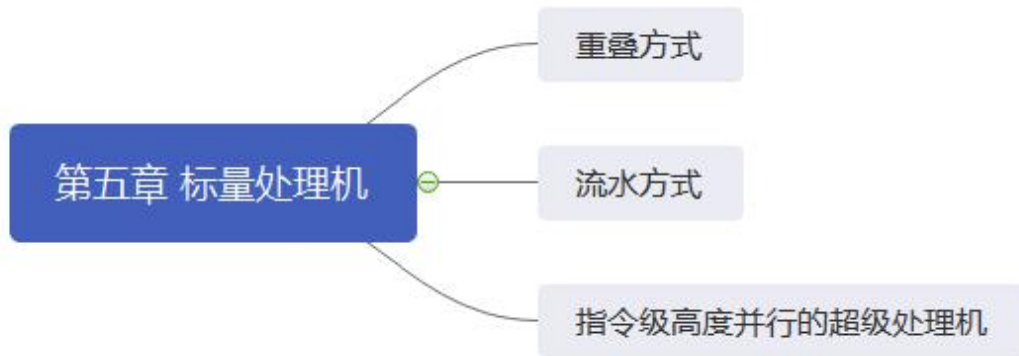 重叠方式
第五章 标量处理机
流水方式
指令级高度并行的超级处理机